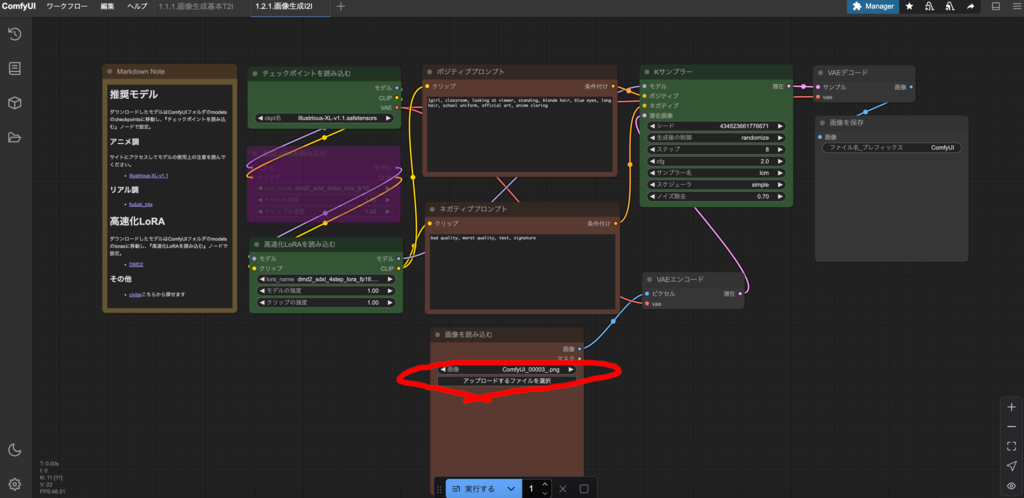 ComfyUI ワークフロー 編集 ヘルプ 1.1.1.画像生成基本T2I 1.2.1.画像生成I2I
Manager
Markdown Note
推奨モデル
ダウンロードしたモデルはComfyUIフォルダのmodels
のcheckpointsに移動し、『チェックポイントを読み込
む』ノードで設定。
アニメ調
サイトにアクセスしてモデルの使用上の注意を読んで
ください。
Illustrious-XL-v1.1
リアル調
fuduki_mix
高速化LoRA
ダウンロードしたモデルはComfyUIフォルダのmodels
のlorasに移動し、『高速化LoRAを読み込む』ノードで
設定。
DMD2
その他
civitaiこちらから探せます
チェックポイントを読み込む
モデル
CLIP
VAE
ckpt名 Illustrious-XL-v1.1.safetensors
を読み込む
モデル
クリップ
lora_name dmd2_sdxl_4step_lora_fp16....
モデルの強度 1.00
クリップの強度 1.00
高速化LoRAを読み込む
モデル モデル
クリップ CLIP
lora_name dmd2_sdxl_4step_lora_fp16....
モデルの強度 1.00
クリップの強度 1.00
ポジティブプロンプト
クリップ 条件付け
1girl, classroom, looking at viewer, standing, blonde hair, blue eyes, long
hair, school uniform, official art, anime cloring
ネガティブプロンプト
クリップ 条件付け
bad quality, worst quality, text, signature
画像を読み込む
画像
マスク
画像 ComfyUI_00003_.png
アップロードするファイルを選択
Kサンプラー
モデル 潜在
ポジティブ
ネガティブ
潜在画像
シード 434523661776671
生成後の制御 randomize
ステップ 8
cfg 2.0
サンプラー名 lcm
スケジューラ simple
ノイズ除去 0.70
VAEエンコード
ピクセル 潜在
vae
VAEデコード
サンプル 画像
vae
画像を保存
画像
ファイル名_プレフィックス ComfyUI
T: 0.00s
I: 0
N: 11 [11]
V: 22
FPS:46.51
実行する 1